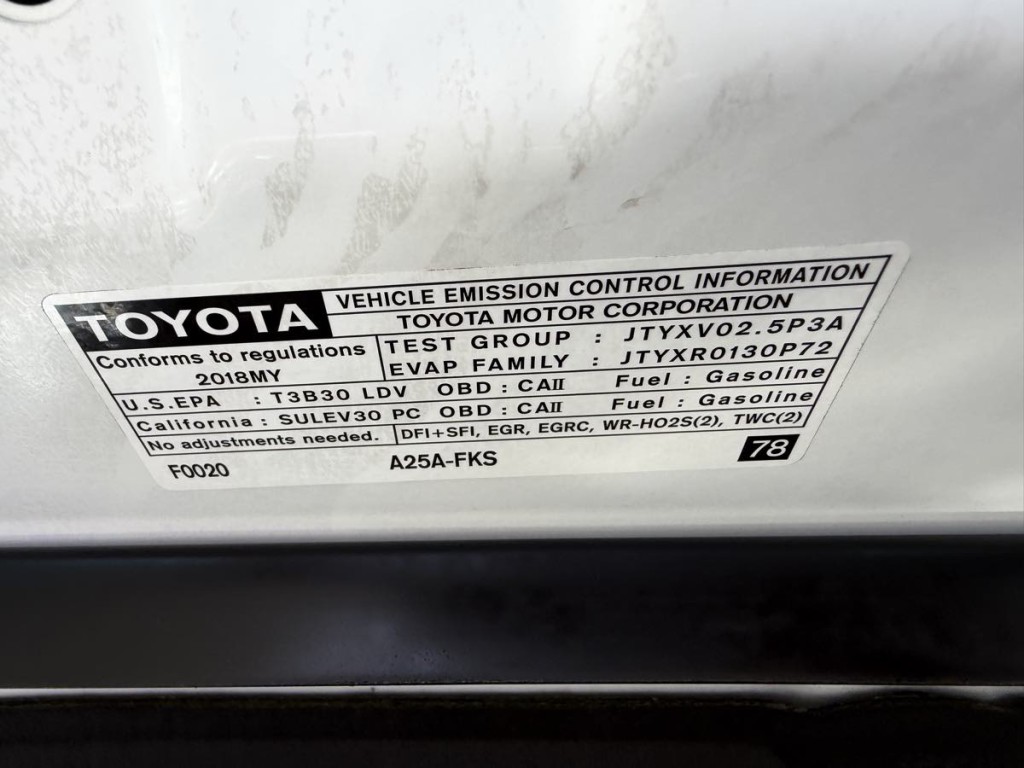 TOYOTA
VEHICLE EMISSION CONTROL INFORMATION
TOYOTA MOTOR CORPORATION
Conforms to regulations
2018MY
TEST GROUP : JTYXV02.5P3A
EVAP FAMILY : JTYXR0130P72
U.S.EPA : T3B30 LDV OBD : CAII Fuel : Gasoline
California : SULEV30 PC OBD : CAII Fuel : Gasoline
No adjustments needed. DFI+SFI, EGR, EGRC, WR-HO2S(2), TWC(2)
F0020 A25A-FKS 78